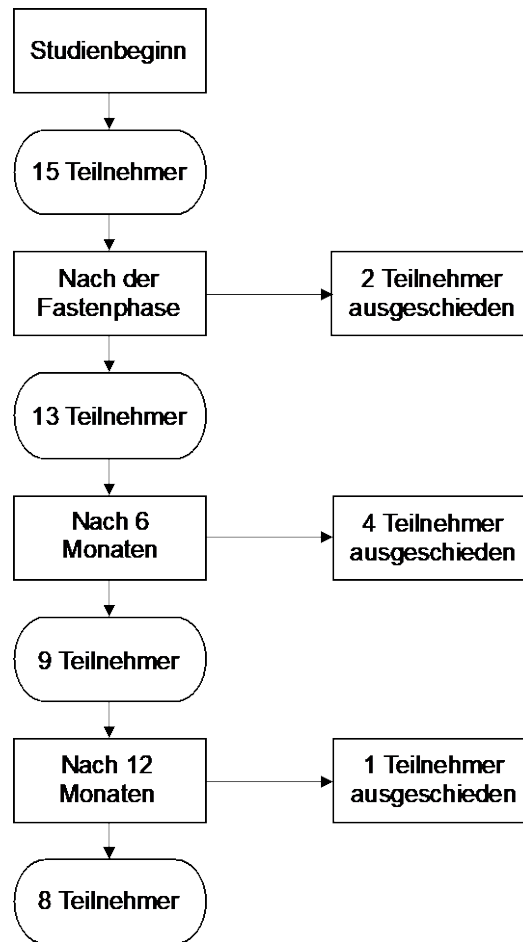 Studienbeginn
15 Teilnehmer
Nach der
Fastenphase
2 Teilnehmer
ausgeschieden
13 Teilnehmer
Nach 6
Monaten
4 Teilnehmer
ausgeschieden
9 Teilnehmer
Nach 12
Monaten
1 Teilnehmer
ausgeschieden
8 Teilnehmer